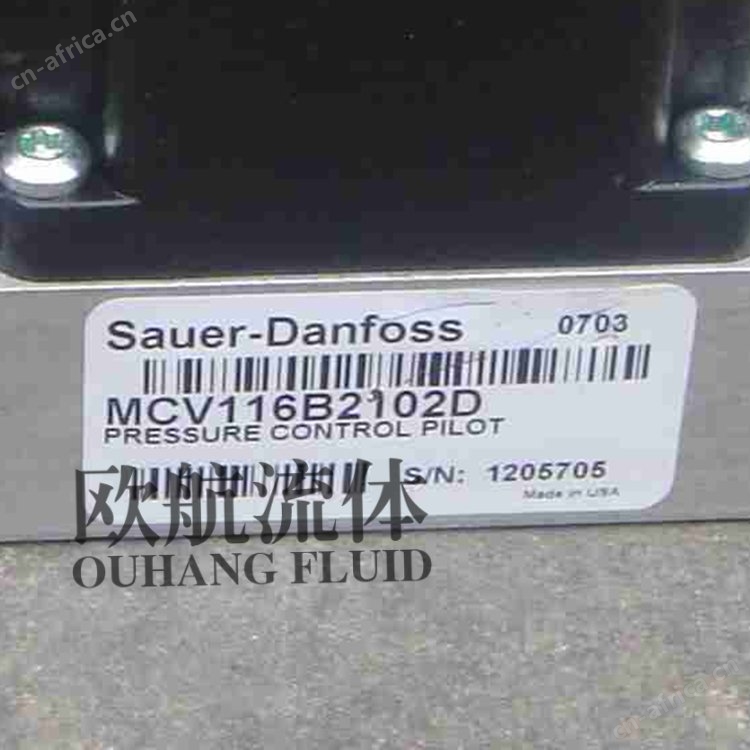 cn-africa.cn
Sauer-Danfoss 0703
MCV116B2102D
PRESSURE CONTROL PILOT
S/N: 1205705
Made in USA
欧航流体
OUHANG FLUID